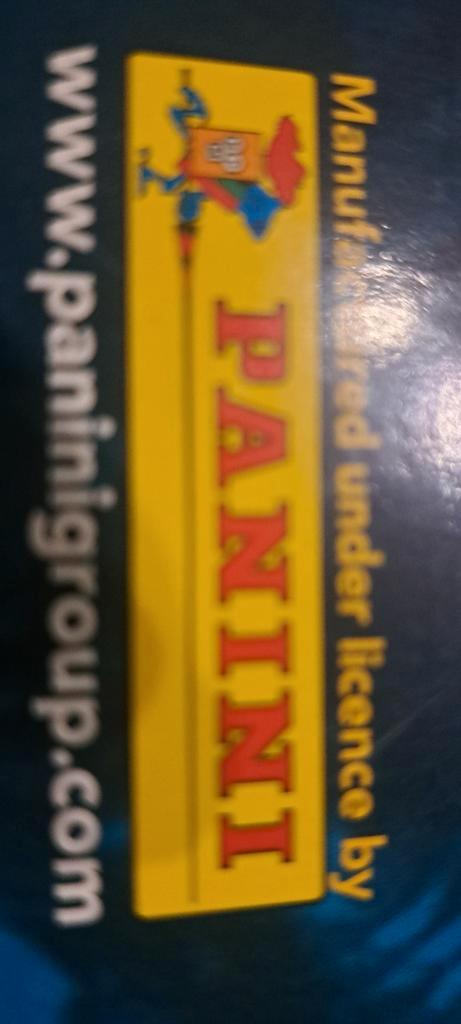 Manufactured under licence by
PANINI
www.paninigroup.com